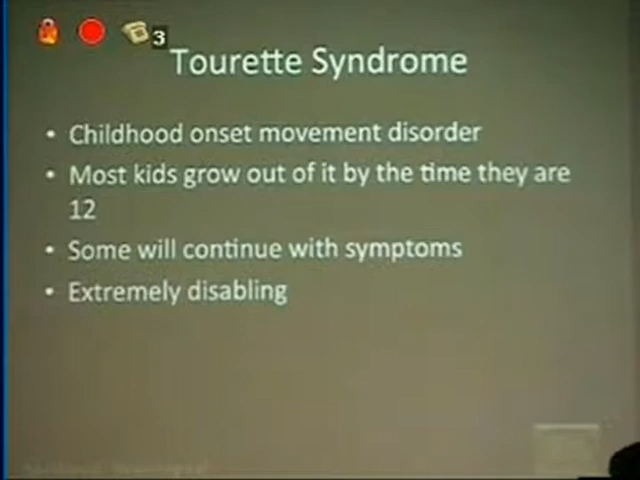 3
Tourette Syndrome
• Childhood onset movement disorder
• Most kids grow out of it by the time they are
12
• Some will continue with symptoms
• Extremely disabling